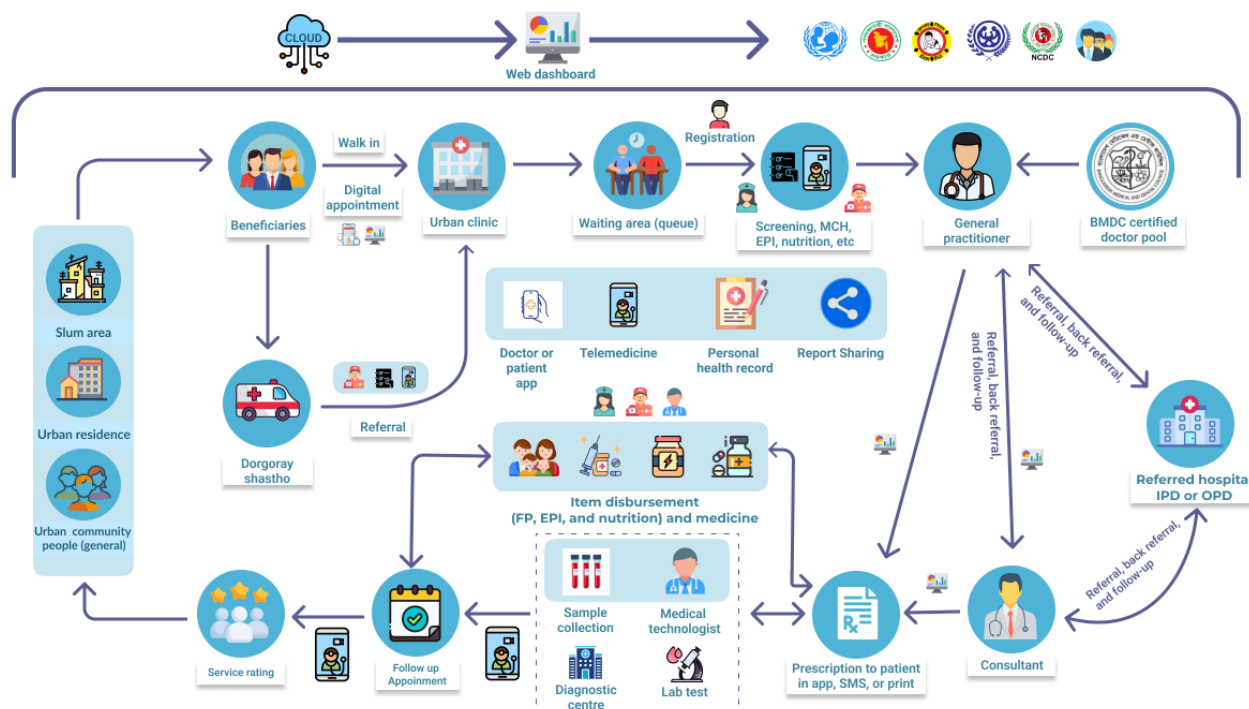 CLOUD
Web dashboard
NCDC
Walk in
Registration
Digital
appointment
Beneficiaries
Urban clinic
Waiting area (queue)
Screening, MCH,
EPI, nutrition, etc
General
practitioner
BMDC certified
doctor pool
Slum area
Urban residence
Urban community
people (general)
Doctor or
patient
app
Telemedicine
Personal
health record
Report Sharing
Referral, back referral,
and follow-up
Referral, back referral,
and follow-up
Referral
Dorgoray
shastho
Item disbursement
(FP, EPI, and nutrition) and medicine
Referred hospital
IPD or OPD
Referral, back referral,
and follow-up
Sample
collection
Medical
technologist
Diagnostic
centre
Lab test
Service rating
Follow up
Appoinment
Rx
Prescription to patient
in app, SMS, or print
Consultant